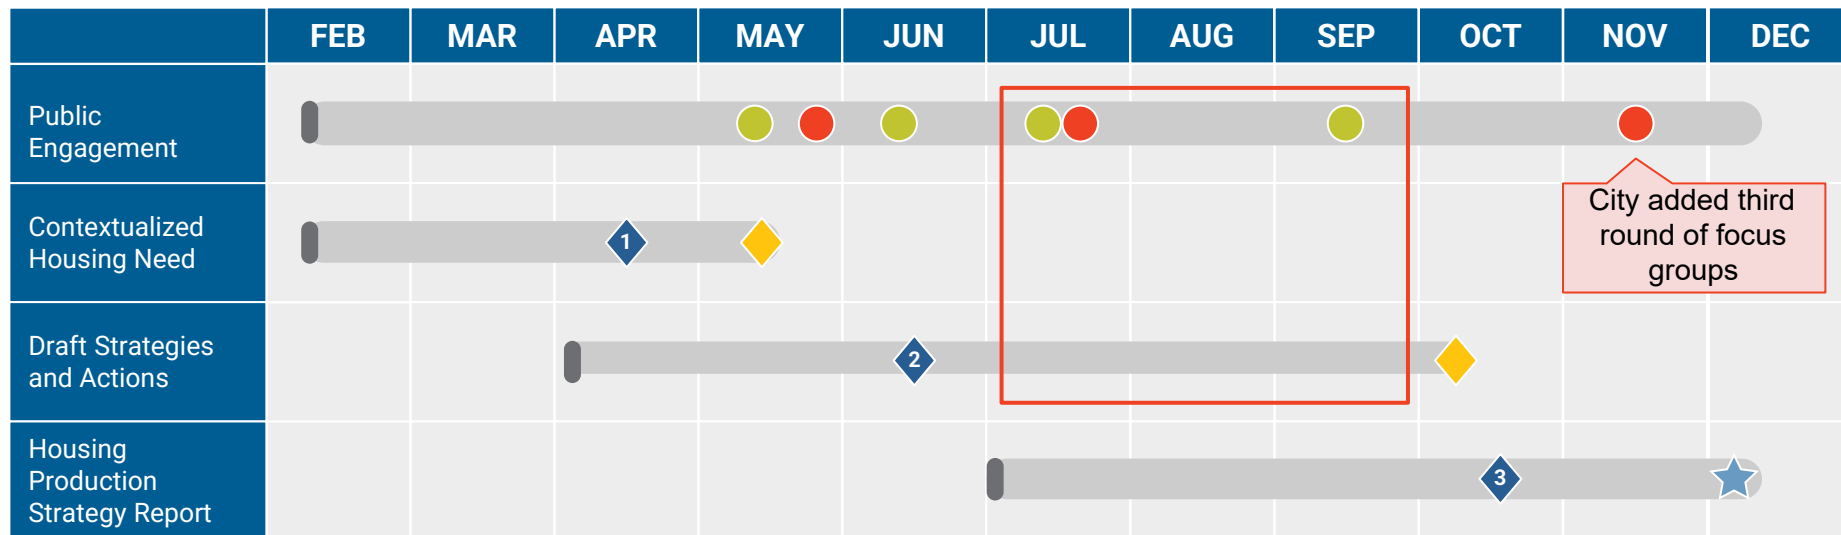 FEB MAR APR MAY JUN JUL AUG SEP OCT NOV DEC
Public
Engagement
City added third
round of focus
groups
Contextualized
Housing Need
1
Draft Strategies
and Actions
2
Housing
Production
Strategy Report
3